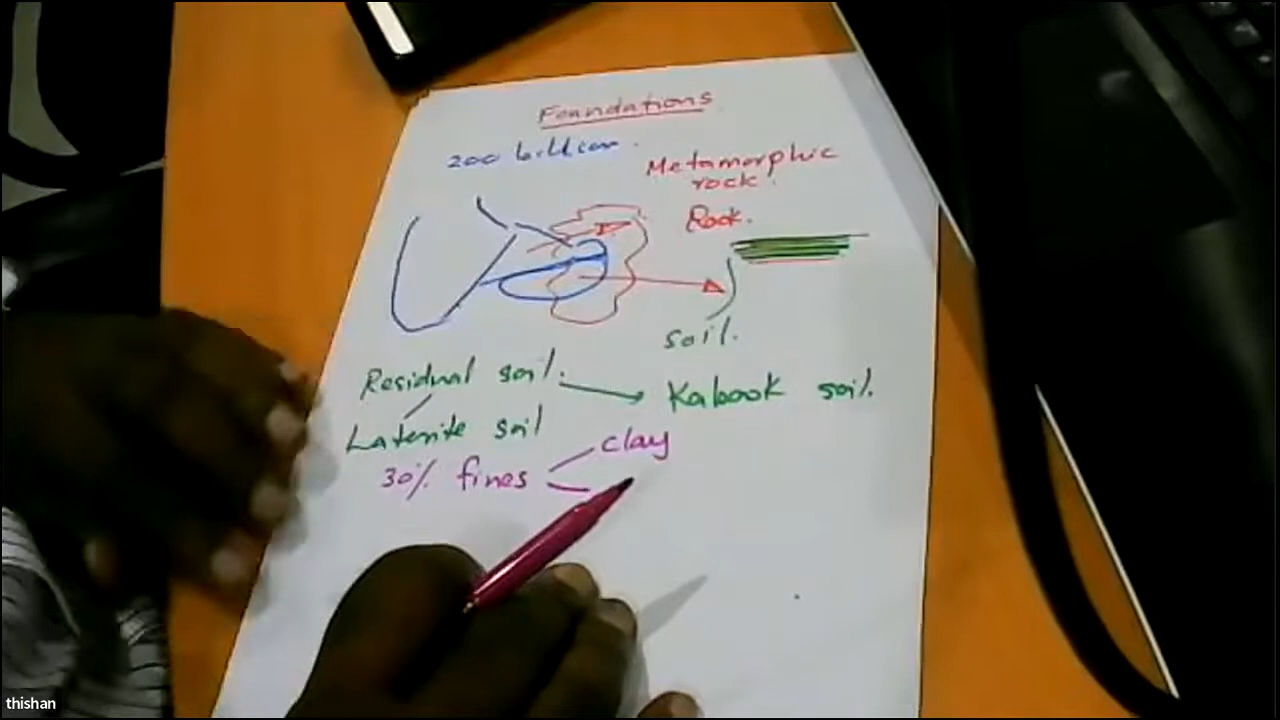 Foundations
200 billion.
Metamorphic
rock.
Rock.
soil.
Residual soil.
Kabook soil.
Laterite soil
30% fines
clay
thishan